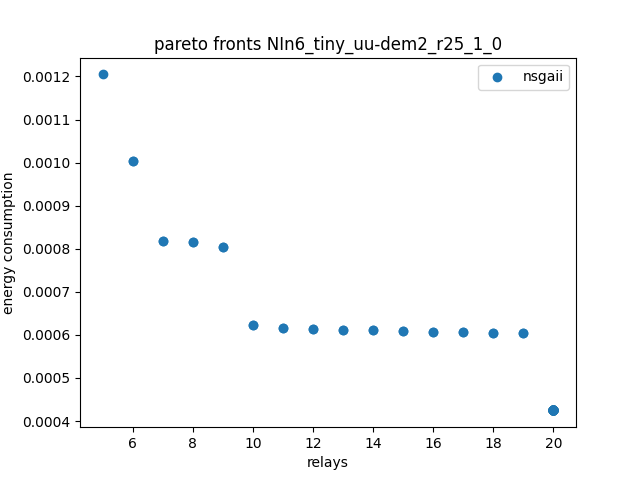 pareto fronts NIn6_tiny_uu-dem2_r25_1_0
nsgaii
energy consumption
0.0012
0.0011
0.0010
0.0009
0.0008
0.0007
0.0006
0.0005
0.0004
6 8 10 12 14 16 18 20
relays